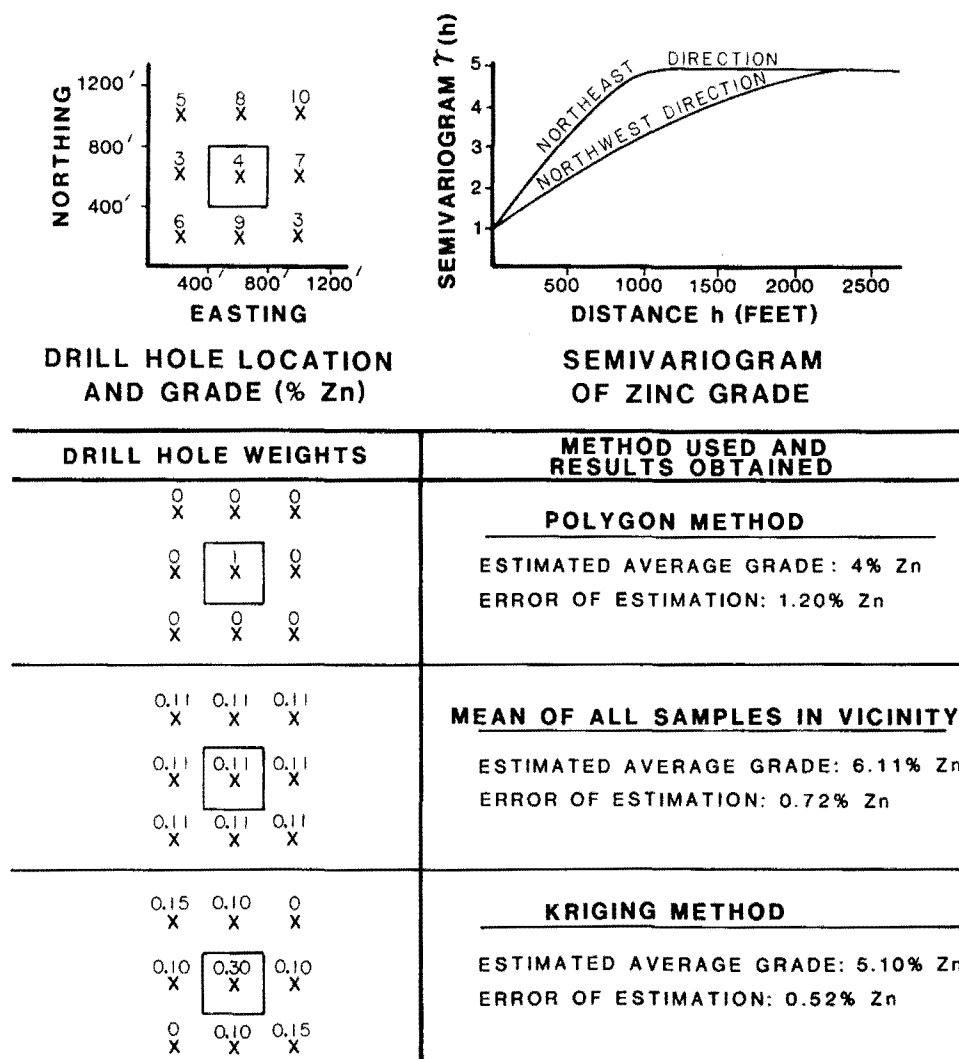 NORTHING
1200'
800'
400'
5 8 10
X X X
3 4 7
X X X
6 9 3
X X X
400' 800' 1200'
EASTING
DRILL HOLE LOCATION
AND GRADE (% Zn)
SEMIVARIOGRAM γ(h)
5
4
3
2
1
NORTHEAST DIRECTION
NORTHWEST DIRECTION
500 1000 1500 2000 2500
DISTANCE h (FEET)
SEMIVARIOGRAM
OF ZINC GRADE
DRILL HOLE WEIGHTS
METHOD USED AND
RESULTS OBTAINED
0 0 0
X X X
0 1 0
X X X
0 0 0
X X X
POLYGON METHOD
ESTIMATED AVERAGE GRADE: 4% Zn
ERROR OF ESTIMATION: 1.20% Zn
0.11 0.11 0.11
X X X
0.11 0.11 0.11
X X X
0.11 0.11 0.11
X X X
MEAN OF ALL SAMPLES IN VICINITY
ESTIMATED AVERAGE GRADE: 6.11% Zn
ERROR OF ESTIMATION: 0.72% Zn
0.15 0.10 0
X X X
0.10 0.30 0.10
X X X
0 0.10 0.15
X X X
KRIGING METHOD
ESTIMATED AVERAGE GRADE: 5.10% Zn
ERROR OF ESTIMATION: 0.52% Zn